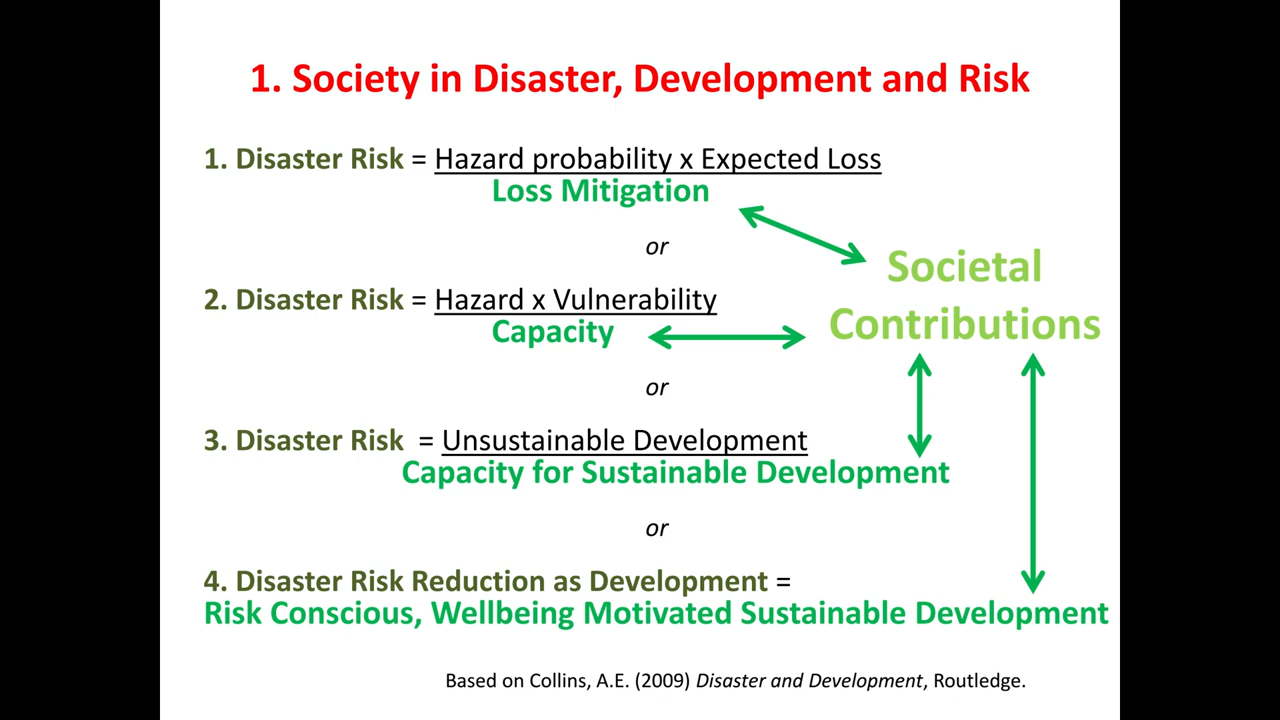 1. Society in Disaster, Development and Risk
1. Disaster Risk = Hazard probability x Expected Loss
Loss Mitigation
or
Societal
Contributions
2. Disaster Risk = Hazard x Vulnerability
Capacity
or
3. Disaster Risk = Unsustainable Development
Capacity for Sustainable Development
or
4. Disaster Risk Reduction as Development =
Risk Conscious, Wellbeing Motivated Sustainable Development
Based on Collins, A.E. (2009) Disaster and Development, Routledge.